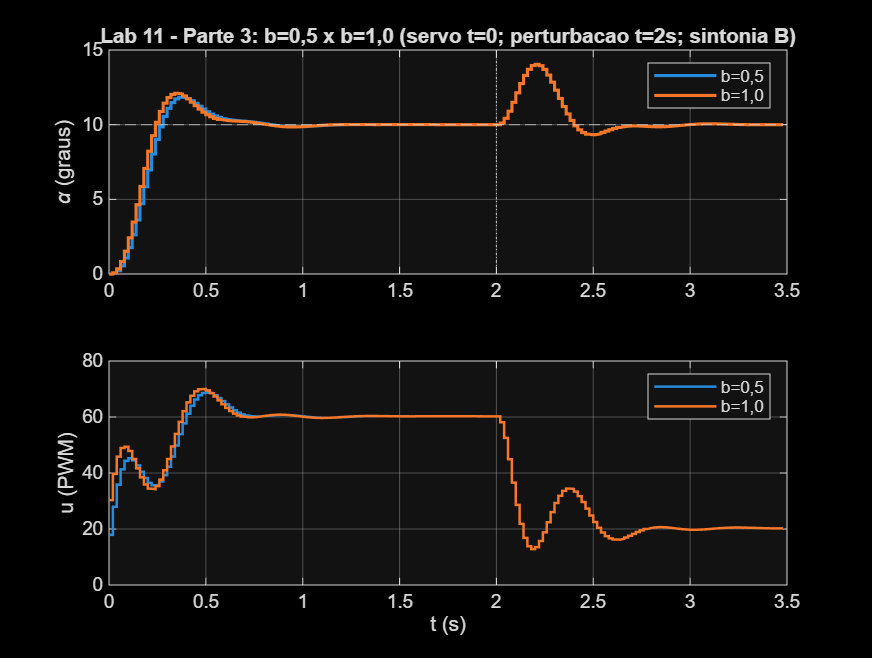 Lab 11 - Parte 3: b=0,5 x b=1,0 (servo t=0; perturbacao t=2s; sintonia B)
15
10
5
0
α (graus)
b=0,5
b=1,0
0 0.5 1 1.5 2 2.5 3 3.5
80
60
40
20
0
u (PWM)
b=0,5
b=1,0
0 0.5 1 1.5 2 2.5 3 3.5
t (s)